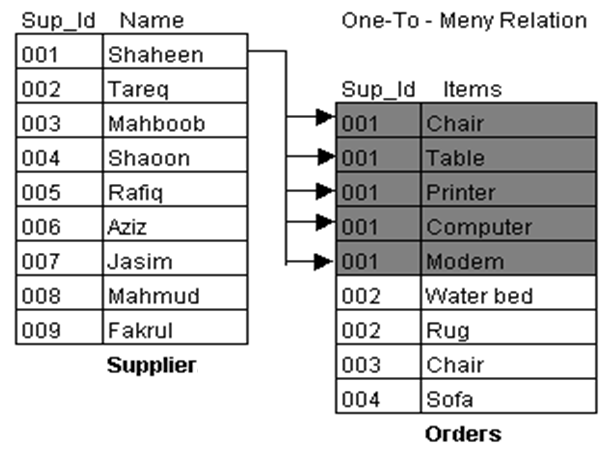 Sup_Id Name
001 Shaheen
002 Tareq
003 Mahboob
004 Shaoon
005 Rafiq
006 Aziz
007 Jasim
008 Mahmud
009 Fakrul
Supplier
One-To - Meny Relation
Sup_Id Items
001 Chair
001 Table
001 Printer
001 Computer
001 Modem
002 Water bed
002 Rug
003 Chair
004 Sofa
Orders